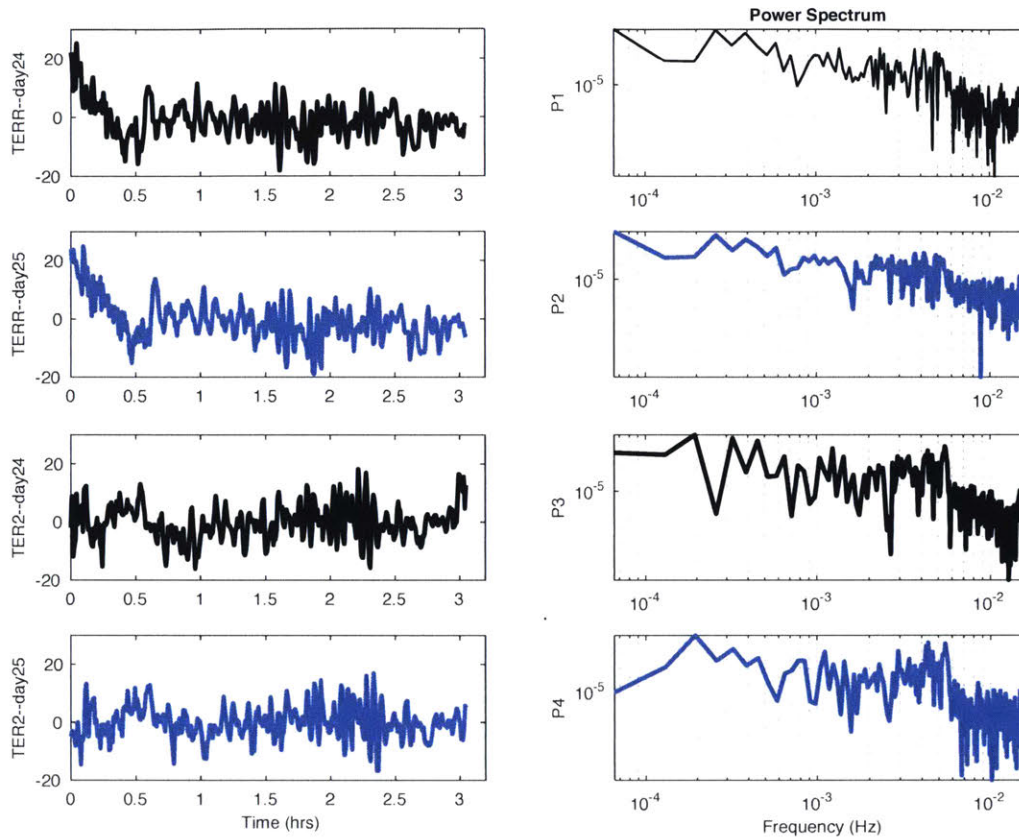 Power Spectrum
TERR--day24
20
0
-20
0 0.5 1 1.5 2 2.5 3
P1
10-5
10-4 10-3 10-2
TERR--day25
20
0
-20
0 0.5 1 1.5 2 2.5 3
P2
10-5
10-4 10-3 10-2
TER2--day24
20
0
-20
0 0.5 1 1.5 2 2.5 3
P3
10-5
10-4 10-3 10-2
TER2--day25
20
0
-20
0 0.5 1 1.5 2 2.5 3
Time (hrs)
P4
10-5
10-4 10-3 10-2
Frequency (Hz)